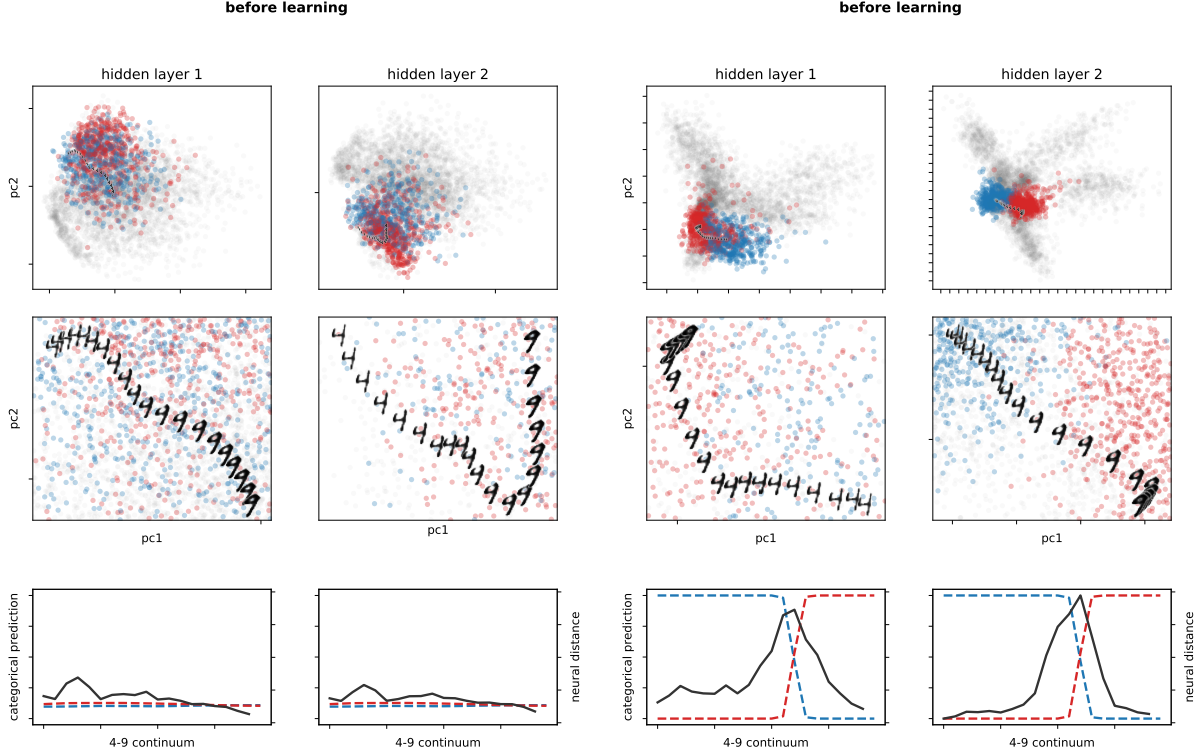 before learning
before learning
hidden layer 1
hidden layer 2
hidden layer 1
hidden layer 2
pc2
pc2
pc2
pc1
pc1
pc2
pc1
pc1
categorical prediction
4-9 continuum
4-9 continuum
neural distance
categorical prediction
4-9 continuum
4-9 continuum
neural distance